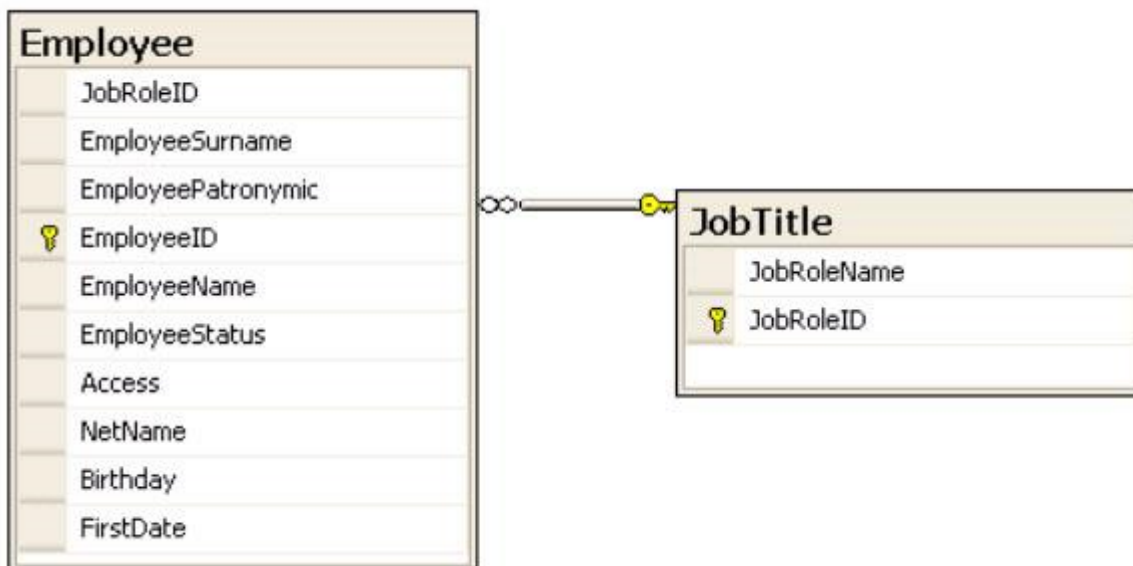 Employee
JobRoleID
EmployeeSurname
EmployeePatronymic
EmployeeID
EmployeeName
EmployeeStatus
Access
NetName
Birthday
FirstDate
JobTitle
JobRoleName
JobRoleID